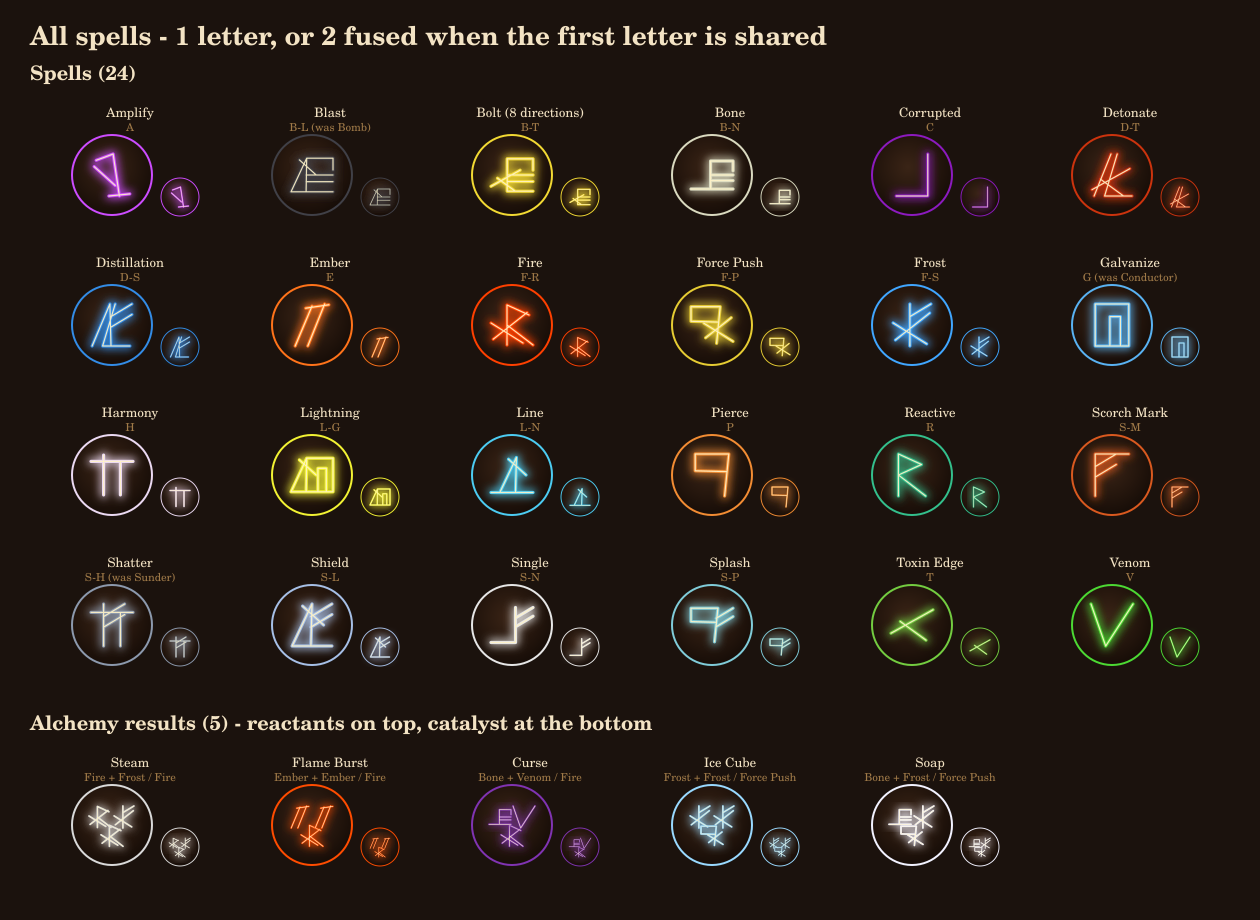 All spells - 1 letter, or 2 fused when the first letter is shared
Spells (24)
Amplify
A
Blast
B-L (was Bomb)
Bolt (8 directions)
B-T
Bone
B-N
Corrupted
C
Detonate
D-T
Distillation
D-S
Ember
E
Fire
F-R
Force Push
F-P
Frost
F-S
Galvanize
G (was Conductor)
Harmony
H
Lightning
L-G
Line
L-N
Pierce
P
Reactive
R
Scorch Mark
S-M
Shatter
S-H (was Sunder)
Shield
S-L
Single
S-N
Splash
S-P
Toxin Edge
T
Venom
V
Alchemy results (5) - reactants on top, catalyst at the bottom
Steam
Fire + Frost / Fire
Flame Burst
Ember + Ember / Fire
Curse
Bone + Venom / Fire
Ice Cube
Frost + Frost / Force Push
Soap
Bone + Frost / Force Push